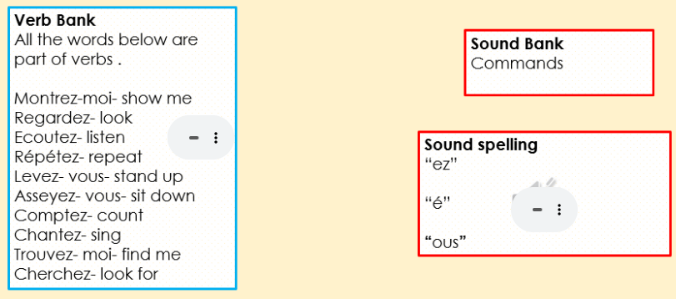 Verb Bank
All the words below are
part of verbs .
Montrez-moi- show me
Regardez- look
Ecoutez- listen
Répétez- repeat
Levez- vous- stand up
Asseyez- vous- sit down
Comptez- count
Chantez- sing
Trouvez- moi- find me
Cherchez- look for
Sound Bank
Commands
Sound spelling
“ez”
“é”
“ous”